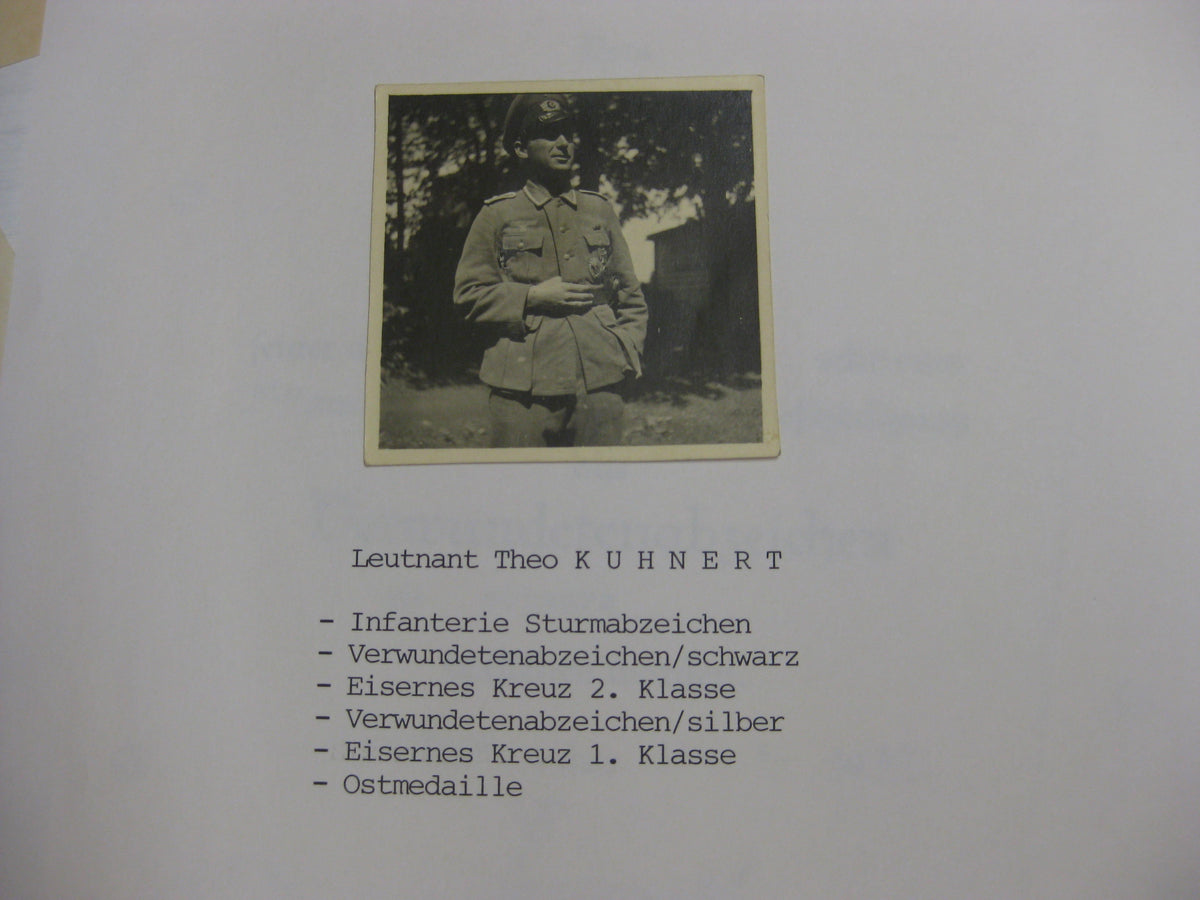 Leutnant Theo K U H N E R T
- Infanterie Sturmabzeichen
- Verwundetenabzeichen/schwarz
- Eisernes Kreuz 2. Klasse
- Verwundetenabzeichen/silber
- Eisernes Kreuz 1. Klasse
- Ostmedaille